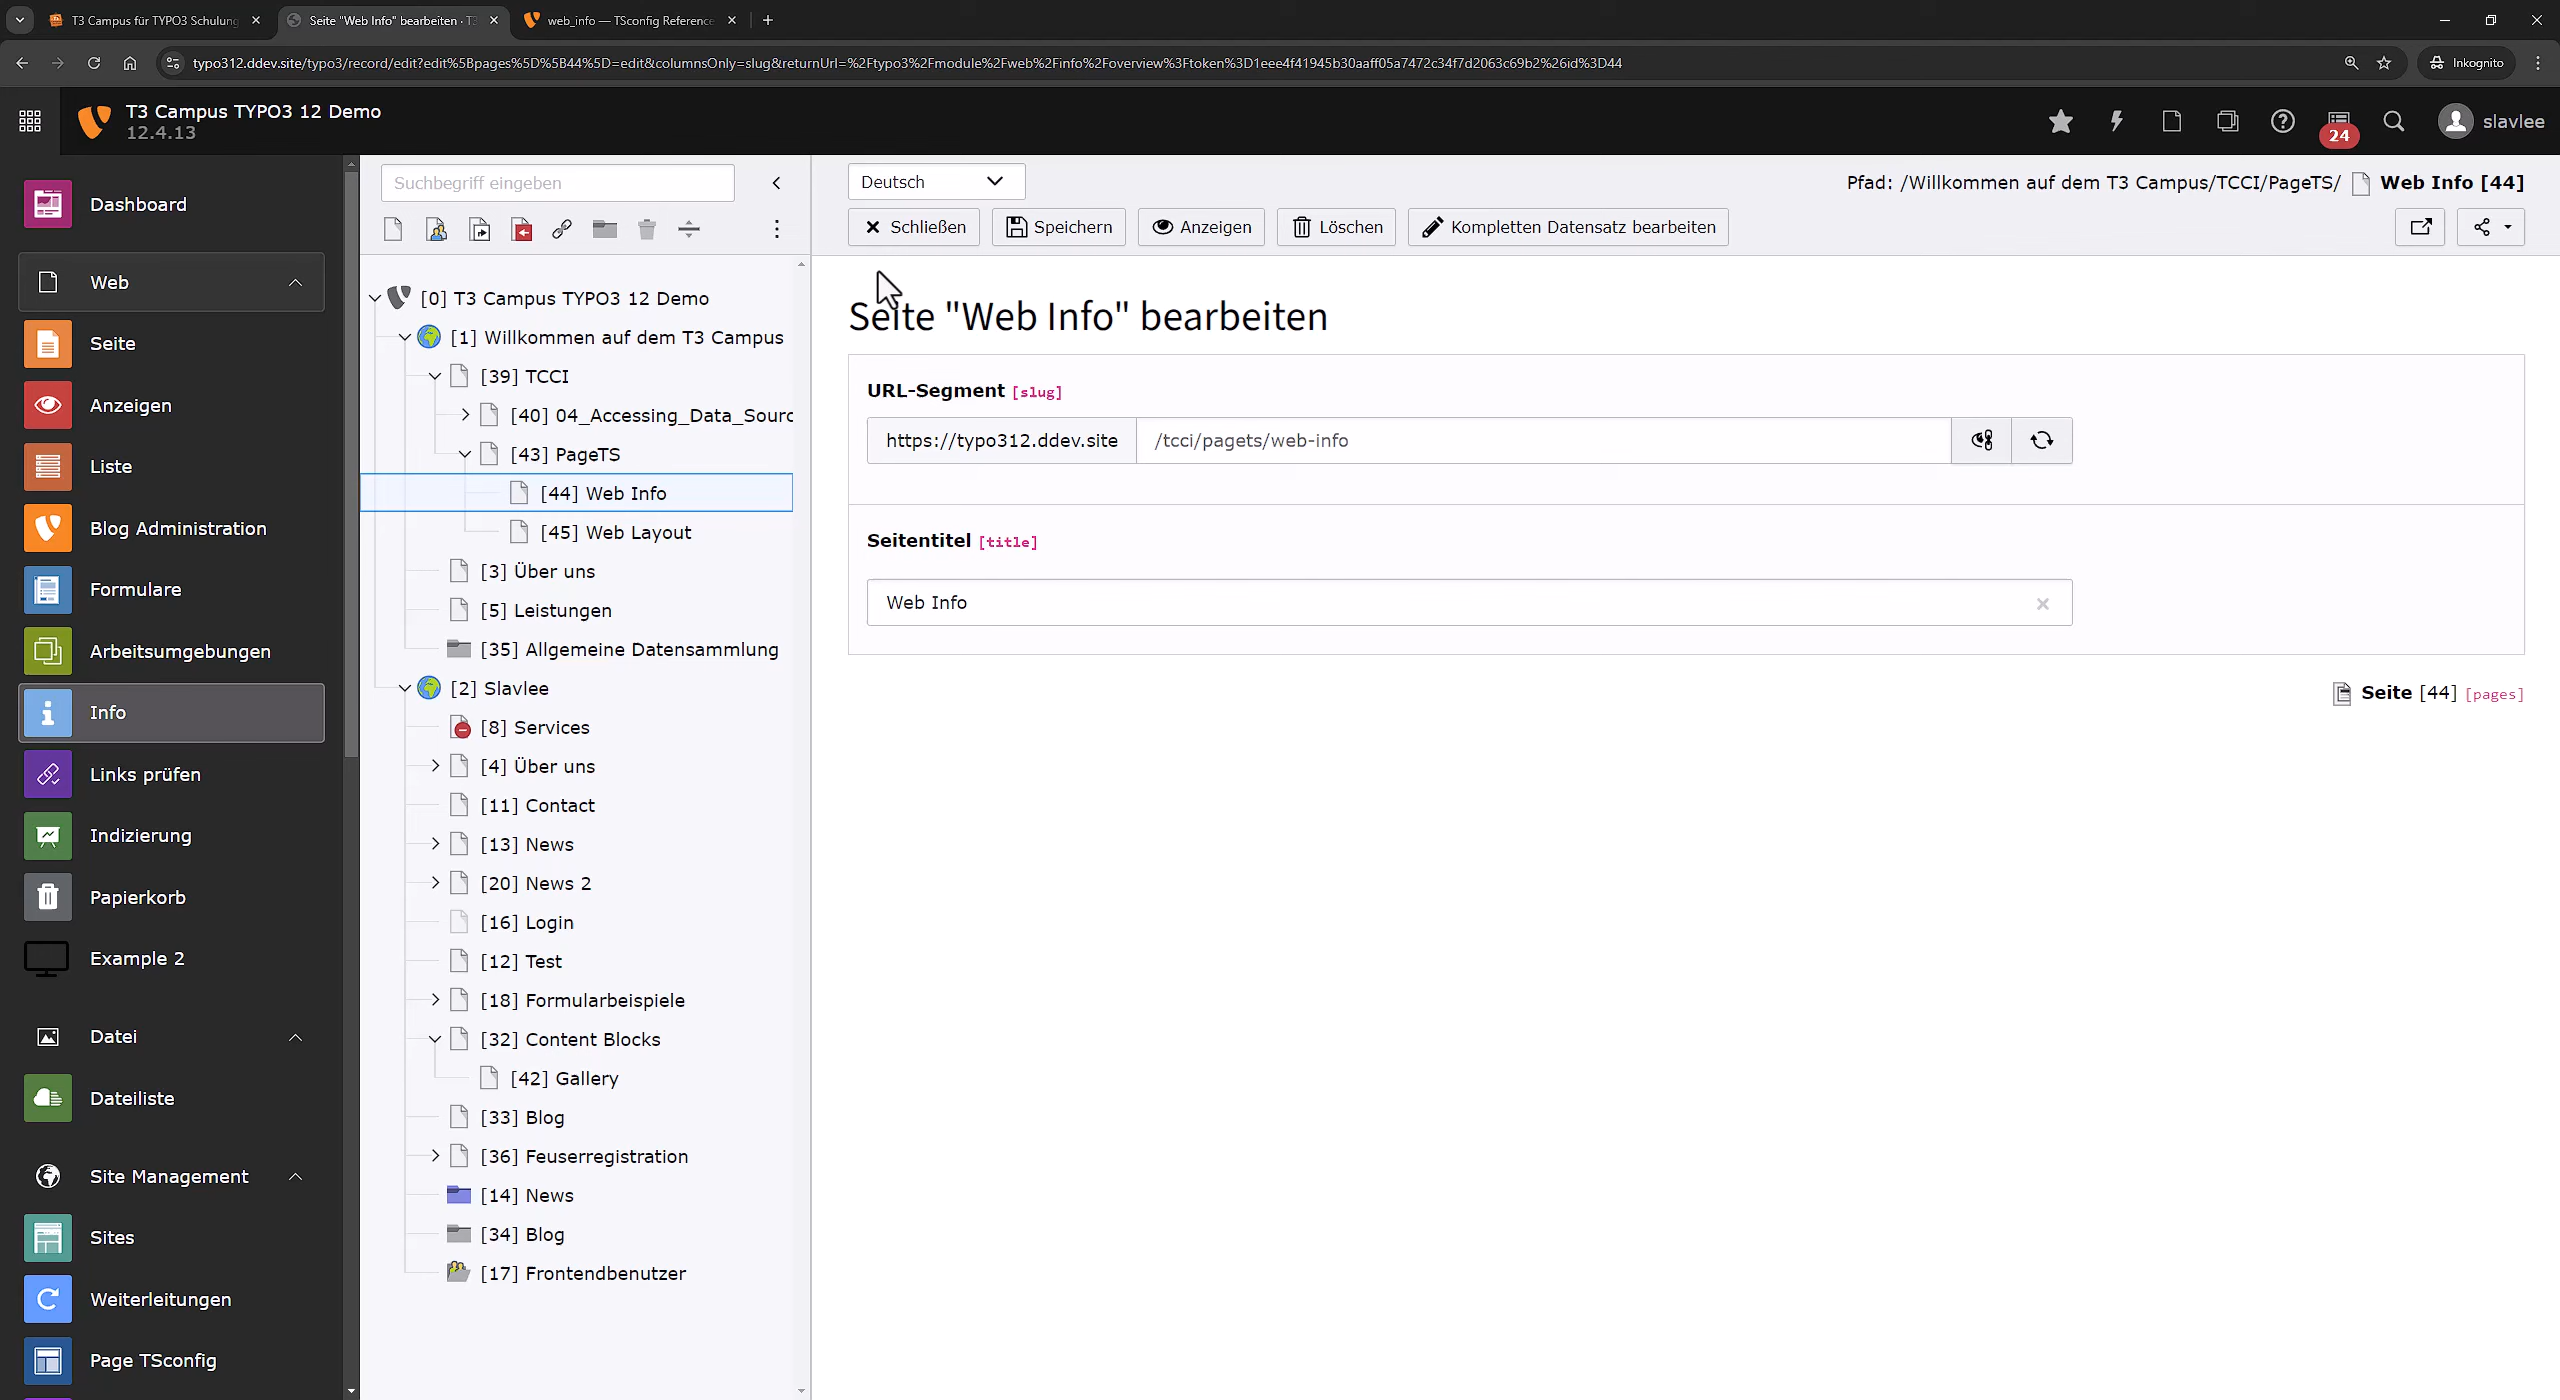 T3 Campus für TYPO3 Schulung
Seite "Web Info" bearbeiten · T3
web_info — TSconfig Reference
typo312.ddev.site/typo3/record/edit?edit%5Bpages%5D%5B44%5D=edit&columnsOnly=slug&returnUrl=%2Ftypo3%2Fmodule%2Fweb%2Finfo%2Foverview%3Ftoken%3D1eee4f41945b30aaff05a7472c34f7d2063c69b2%26id%3D44
Inkognito
T3 Campus TYPO3 12 Demo
12.4.13
24
slavlee
Dashboard
Web
Seite
Anzeigen
Liste
Blog Administration
Formulare
Arbeitsumgebungen
Info
Links prüfen
Indizierung
Papierkorb
Example 2
Datei
Dateiliste
Site Management
Sites
Weiterleitungen
Page TSconfig
Suchbegriff eingeben
[0] T3 Campus TYPO3 12 Demo
[1] Willkommen auf dem T3 Campus
[39] TCCI
[40] 04_Accessing_Data_Sourc
[43] PageTS
[44] Web Info
[45] Web Layout
[3] Über uns
[5] Leistungen
[35] Allgemeine Datensammlung
[2] Slavlee
[8] Services
[4] Über uns
[11] Contact
[13] News
[20] News 2
[16] Login
[12] Test
[18] Formularbeispiele
[32] Content Blocks
[42] Gallery
[33] Blog
[36] Feuserregistration
[14] News
[34] Blog
[17] Frontendbenutzer
Deutsch
Pfad: /Willkommen auf dem T3 Campus/TCCI/PageTS/ Web Info [44]
Schließen Speichern Anzeigen Löschen Kompletten Datensatz bearbeiten
Seite "Web Info" bearbeiten
URL-Segment [slug]
https://typo312.ddev.site /tcci/pagets/web-info
Seitentitel [title]
Web Info
Seite [44] [pages]